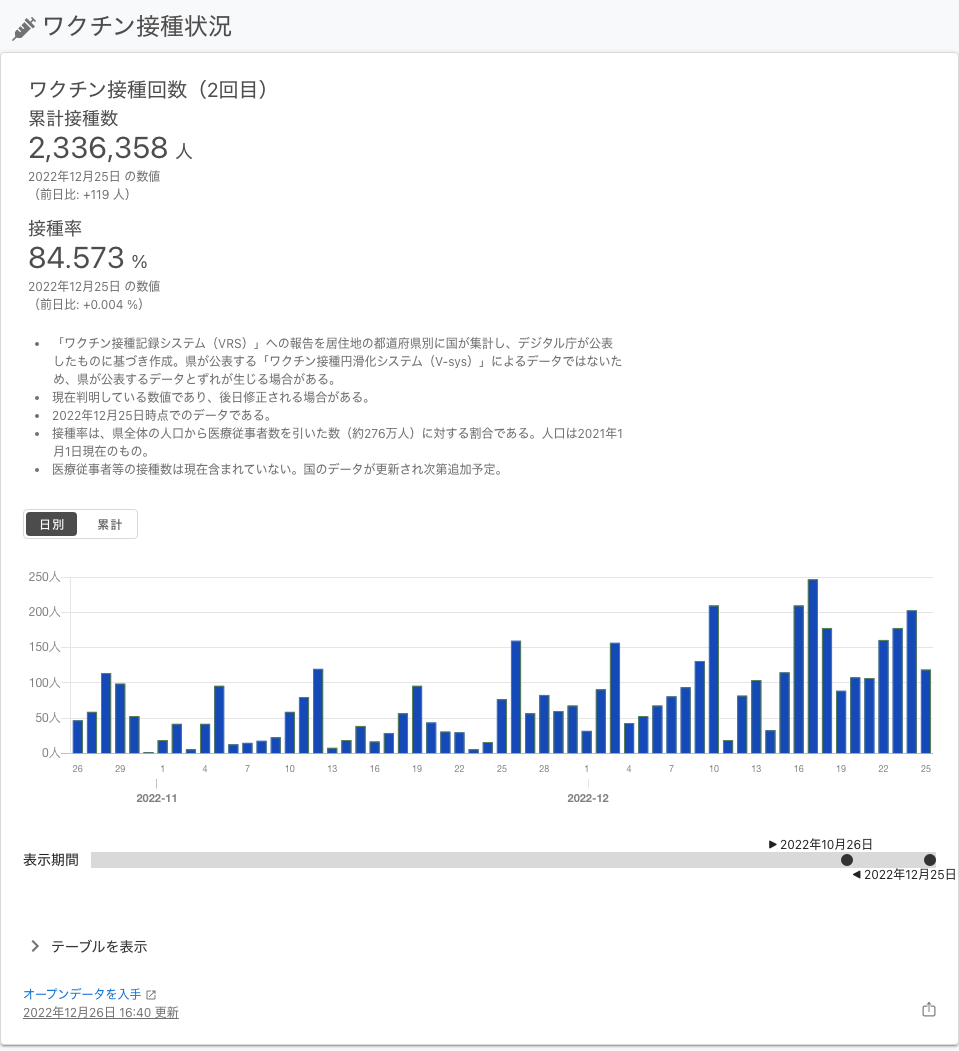 ワクチン接種状況
ワクチン接種回数（2回目）
累計接種数
2,336,358 人
2022年12月25日 の数値
（前日比: +119 人）
接種率
84.573 %
2022年12月25日 の数値
（前日比: +0.004 %）
• 「ワクチン接種記録システム（VRS）」への報告を居住地の都道府県別に国が集計し、デジタル庁が公表
したものに基づき作成。県が公表する「ワクチン接種円滑化システム（V-sys）」によるデータではないた
め、県が公表するデータとずれが生じる場合がある。
• 現在判明している数値であり、後日修正される場合がある。
• 2022年12月25日時点でのデータである。
• 接種率は、県全体の人口から医療従事者数を引いた数（約276万人）に対する割合である。人口は2021年1
月1日現在のもの。
• 医療従事者等の接種数は現在含まれていない。国のデータが更新され次第追加予定。
日別 累計
250人
200人
150人
100人
50人
0人
26 29 1 4 7 10 13 16 19 22 25 28 1 4 7 10 13 16 19 22 25
2022-11 2022-12
▶ 2022年10月26日
表示期間
◀ 2022年12月25日
テーブルを表示
オープンデータを入手
2022年12月26日 16:40 更新